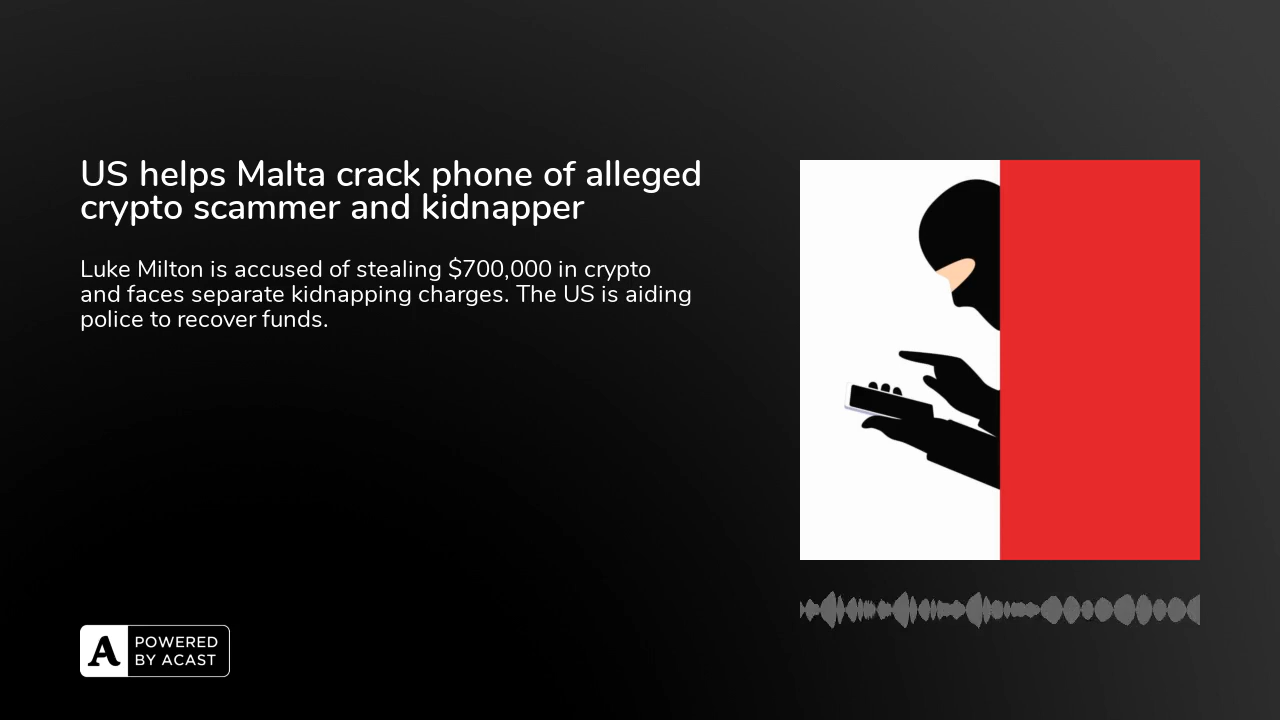 US helps Malta crack phone of alleged
crypto scammer and kidnapper
Luke Milton is accused of stealing $700,000 in crypto
and faces separate kidnapping charges. The US is aiding
police to recover funds.
A
POWERED
BY ACAST